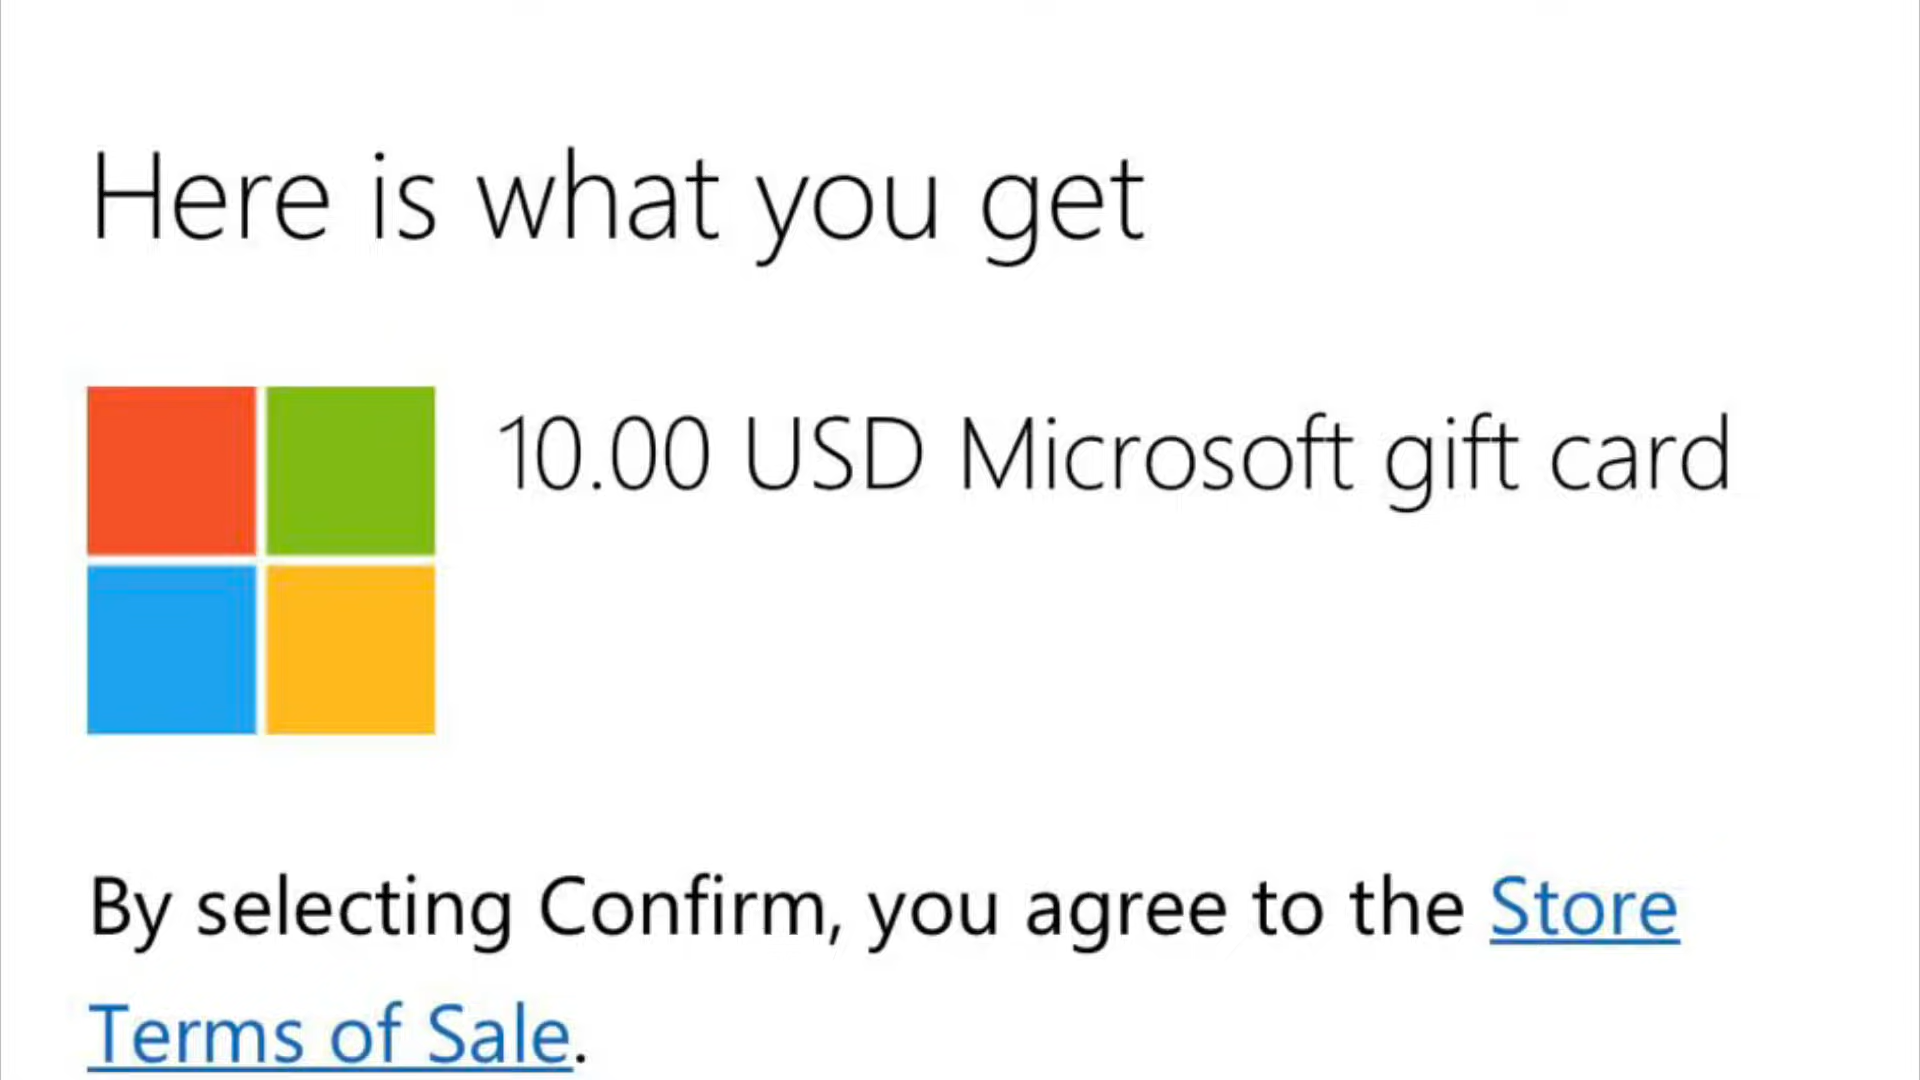 Here is what you get
10.00 USD Microsoft gift card
By selecting Confirm, you agree to the Store
Terms of Sale.